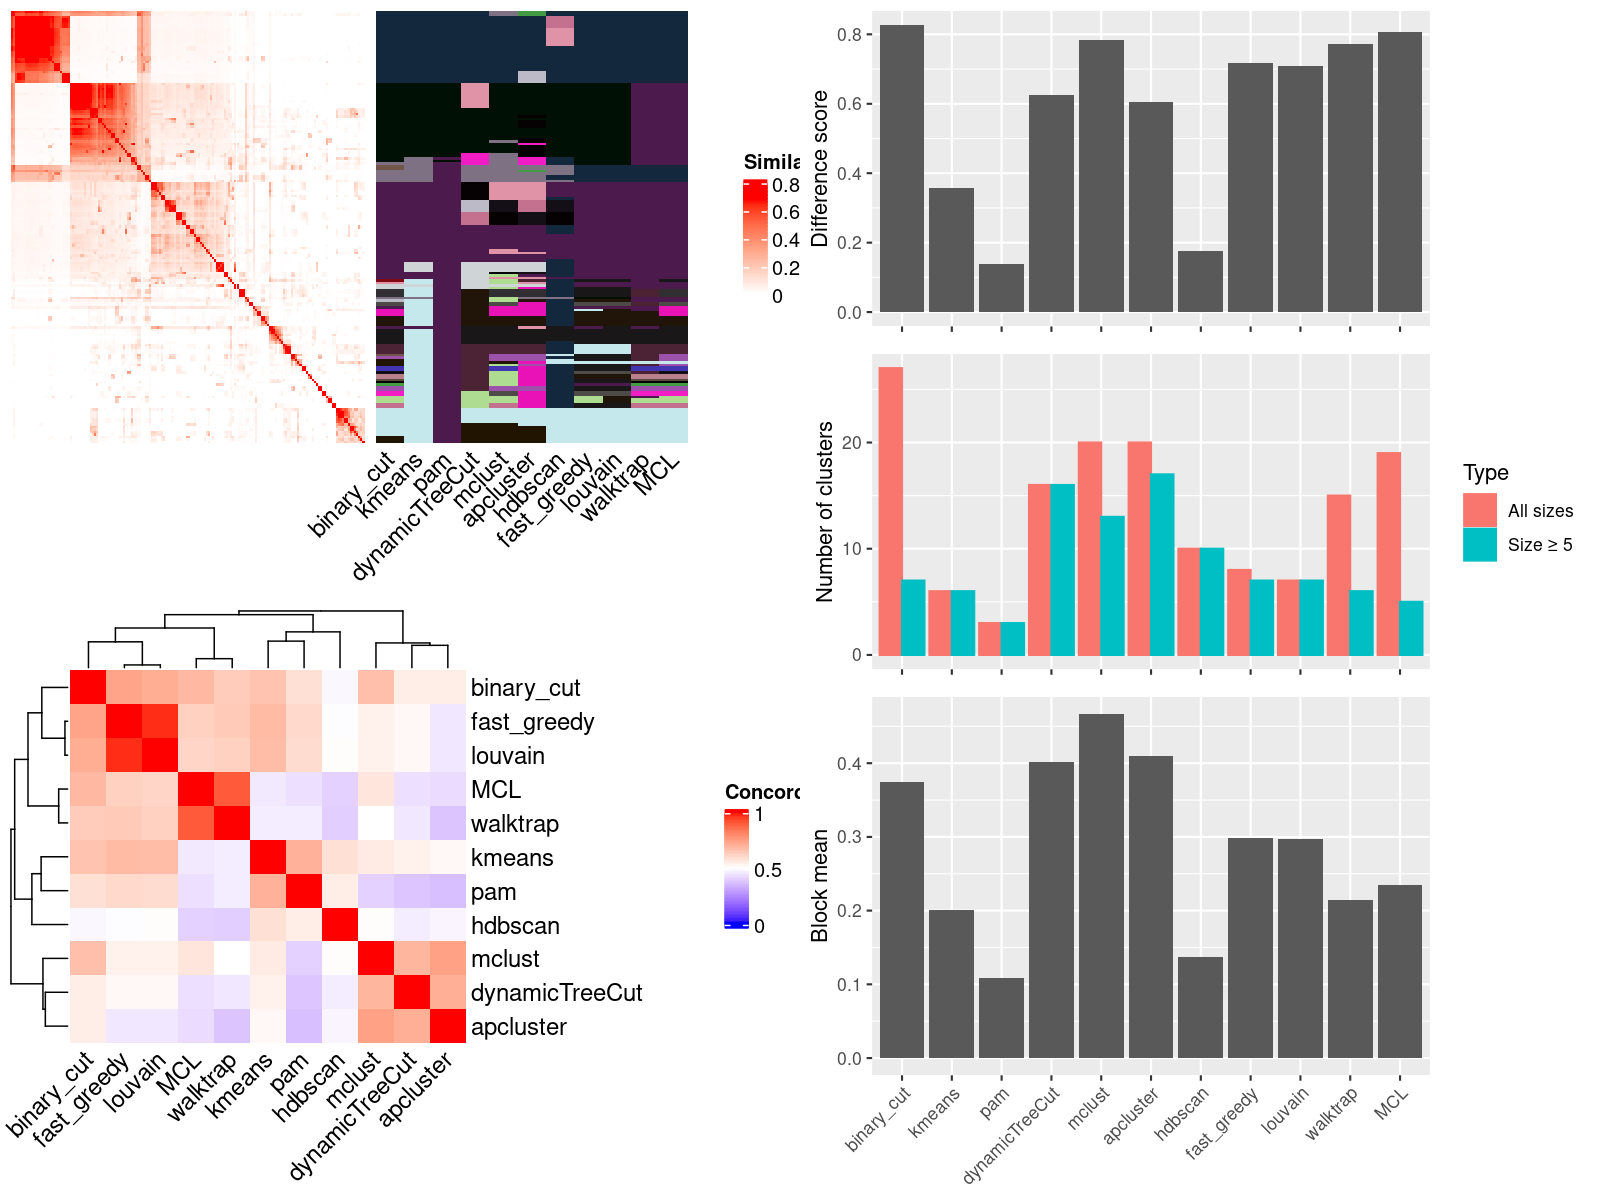 Simila
0.8
0.6
0.4
0.2
0
binary_cut
kmeans
pam
dynamicTreeCut
mclust
apcluster
hdbscan
fast_greedy
louvain
walktrap
MCL
binary_cut
fast_greedy
louvain
MCL
walktrap
kmeans
pam
hdbscan
mclust
dynamicTreeCut
apcluster
binary_cut
fast_greedy
louvain
MCL
walktrap
kmeans
pam
hdbscan
mclust
dynamicTreeCut
apcluster
Concord
1
0.5
0
Difference score
0.8
0.6
0.4
0.2
0.0
Number of clusters
20
10
0
Type
All sizes
Size ≥ 5
Block mean
0.4
0.3
0.2
0.1
0.0
binary_cut
kmeans
pam
dynamicTreeCut
mclust
apcluster
hdbscan
fast_greedy
louvain
walktrap
MCL